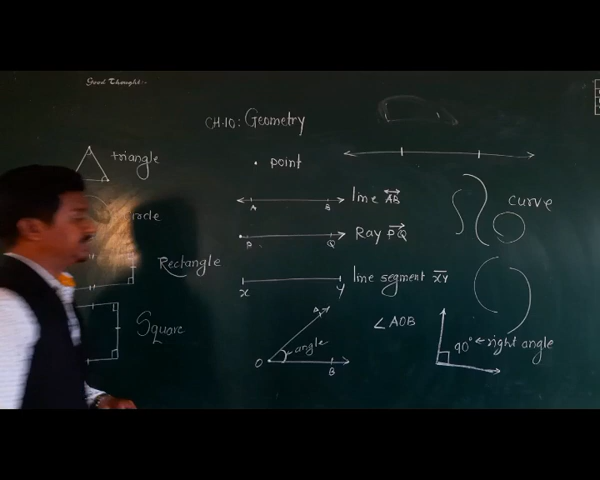 Good Thought:-
CH-10: Geometry
triangle
• point
line AB
A B
curve
Ray PQ
P Q
Rectangle
line segment XY
X Y
Square
∠AOB
A
angle
O B
90° ← right angle